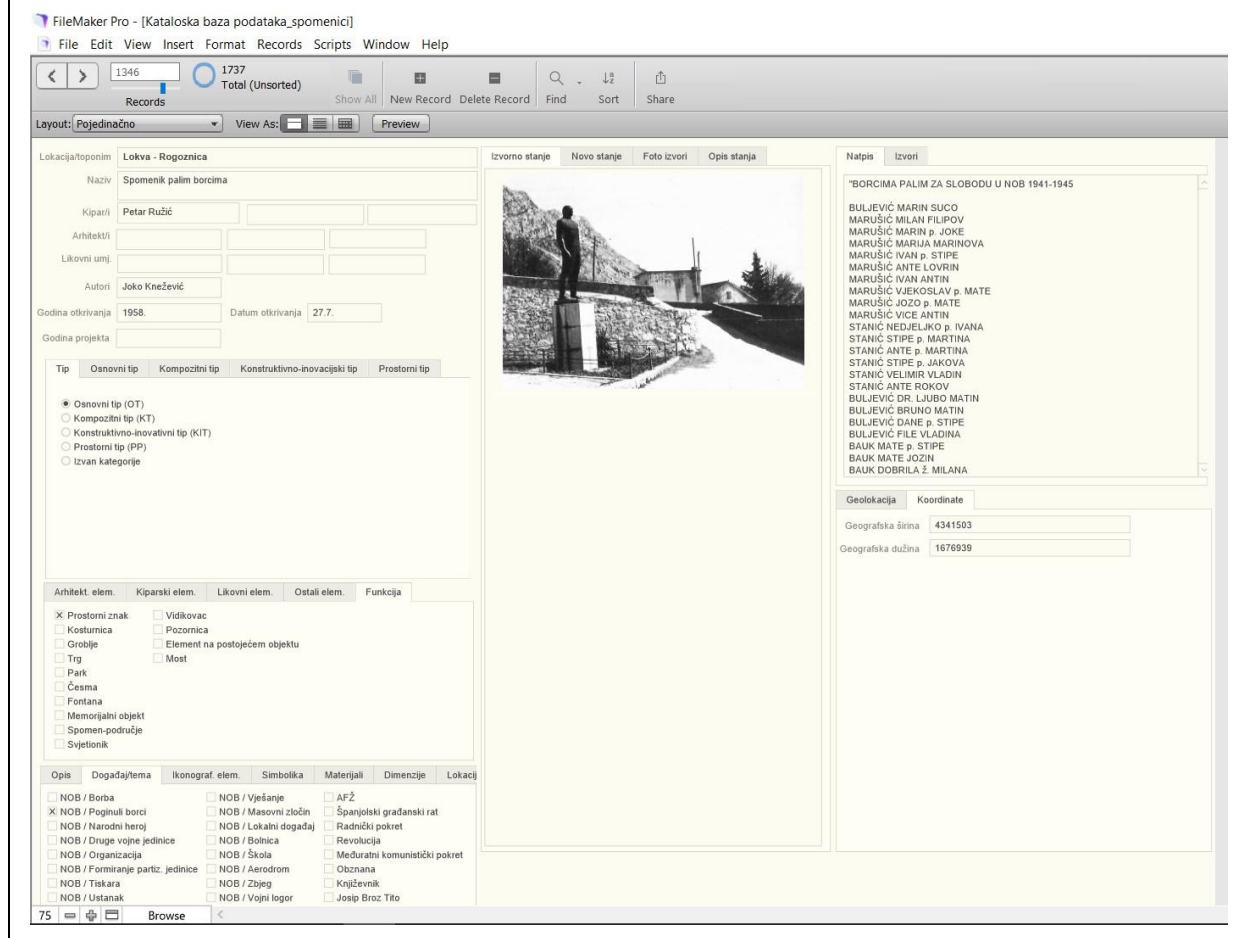 FileMaker Pro - [Kataloska baza podataka_spomenici]
File Edit View Insert Format Records Scripts Window Help
1346
Records
1737
Total (Unsorted)
Show All New Record Delete Record Find Sort Share
Layout: Pojedinačno View As: Preview
Lokacija/toponim Lokva - Rogoznica
Naziv Spomenik palim borcima
Kipar/i Petar Ružić
Arhitekt/i
Likovni umj.
Autori Joko Knežević
Godina otkrivanja 1958. Datum otkrivanja 27.7.
Godina projekta
Tip Osnovni tip Kompozitni tip Konstruktivno-inovacijski tip Prostorni tip
Osnovni tip (OT)
Kompozitni tip (KT)
Konstruktivno-inovativni tip (KIT)
Prostorni tip (PP)
Izvan kategorije
Arhitekt. elem. Kiparski elem. Likovni elem. Ostali elem. Funkcija
Prostorni znak Vidikovac
Kosturnica Pozornica
Groblje Element na postojećem objektu
Trg Most
Park
Česma
Fontana
Memorijalni objekt
Spomen-područje
Svjetionik
Opis Događaj/tema Ikonograf. elem. Simbolika Materijali Dimenzije Lokacij
NOB / Borba NOB / Vješanje AFŽ
NOB / Poginuli borci NOB / Masovni zločin Španjolski građanski rat
NOB / Narodni heroj NOB / Lokalni događaj Radnički pokret
NOB / Druge vojne jedinice NOB / Bolnica Revolucija
NOB / Organizacija NOB / Škola Međuratni komunistički pokret
NOB / Formiranje partiz. jedinice NOB / Aerodrom Obznana
NOB / Tiskara NOB / Zbjeg Književnik
NOB / Ustanak NOB / Vojni logor Josip Broz Tito
Izvorno stanje Novo stanje Foto izvori Opis stanja
Natpis Izvori
"BORCIMA PALIM ZA SLOBODU U NOB 1941-1945
BULJEVIĆ MARIN SUCO
MARUŠIĆ MILAN FILIPOV
MARUŠIĆ MARIN p. JOKE
MARUŠIĆ MARIJA MARINOVA
MARUŠIĆ IVAN p. STIPE
MARUŠIĆ ANTE LOVRIN
MARUŠIĆ IVAN ANTIN
MARUŠIĆ VJEKOSLAV p. MATE
MARUŠIĆ JOZO p. MATE
MARUŠIĆ VICE ANTIN
STANIĆ NEDJELJKO p. IVANA
STANIĆ STIPE p. MARTINA
STANIĆ ANTE p. MARTINA
STANIĆ STIPE p. JAKOVA
STANIĆ VELIMIR VLADIN
STANIĆ ANTE ROKOV
BULJEVIĆ DR. LJUBO MATIN
BULJEVIĆ BRUNO MATIN
BULJEVIĆ DANE p. STIPE
BULJEVIĆ FILE VLADINA
BAUK MATE p. STIPE
BAUK MATE JOZIN
BAUK DOBRILA ž. MILANA
Geolokacija Koordinate
Geografska širina 4341503
Geografska dužina 1676939
75 Browse